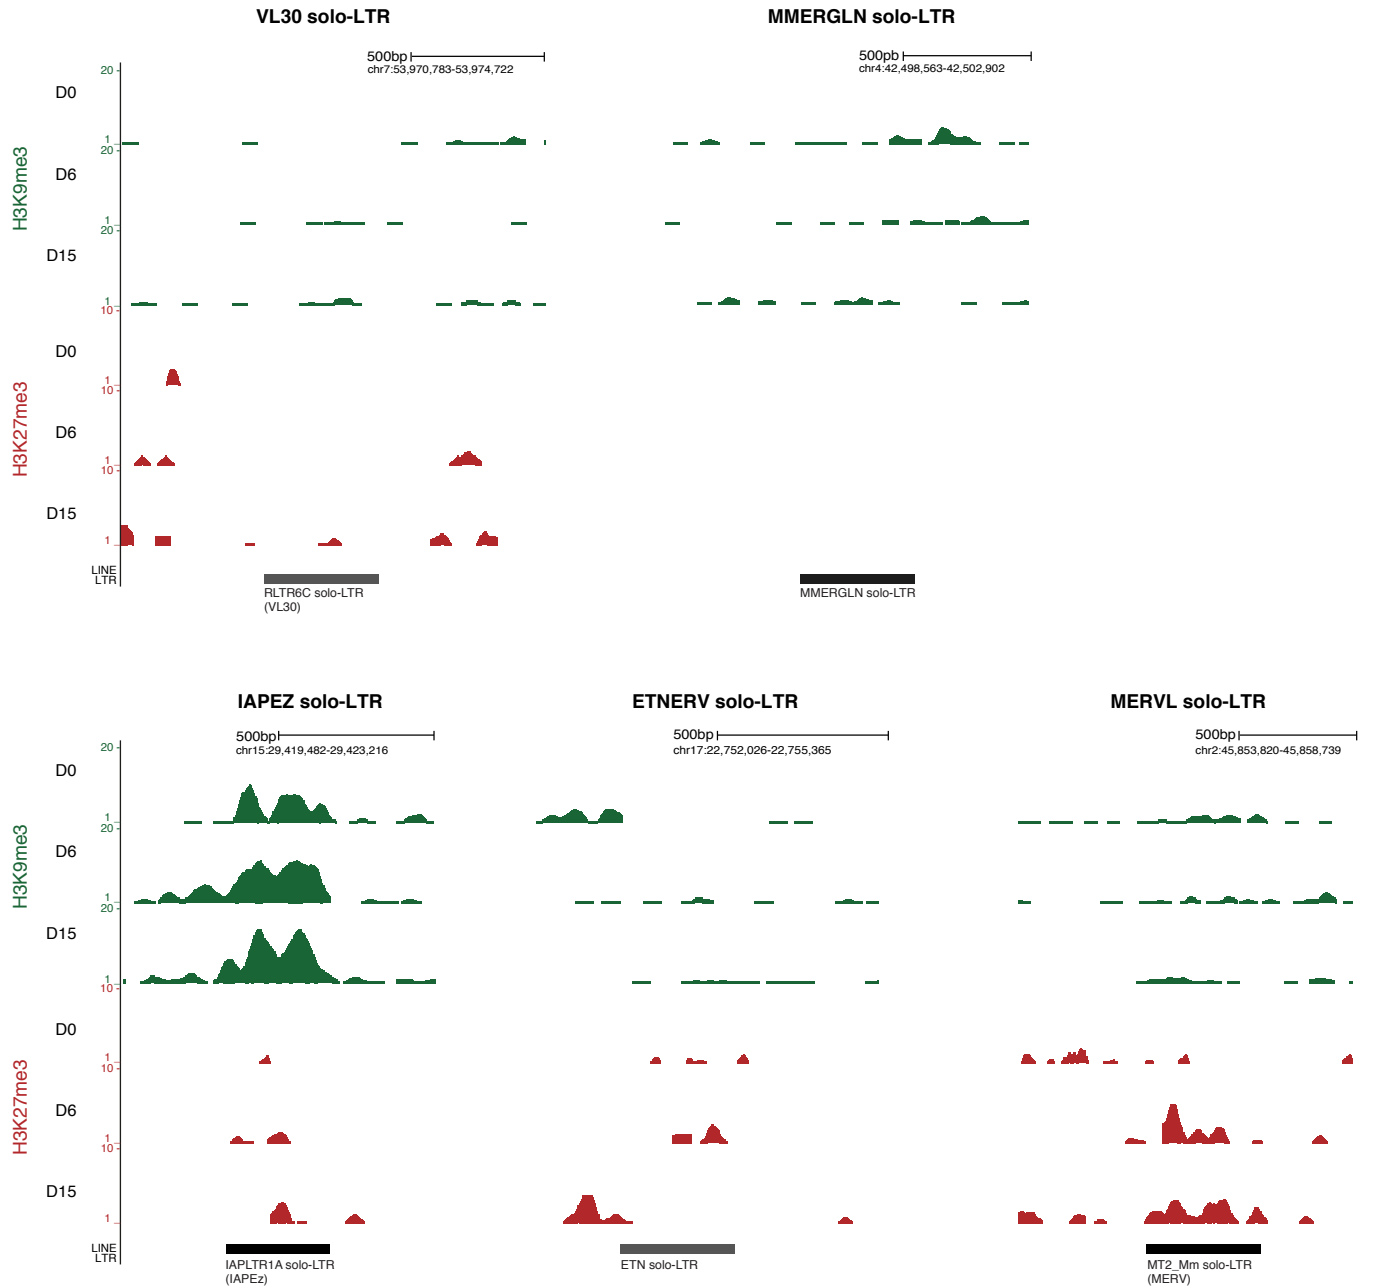 VL30 solo-LTR
MMERGLN solo-LTR
500bp
chr7:53,970,783-53,974,722
500pb
chr4:42,498,563-42,502,902
H3K9me3
20
D0
1
20
D6
1
20
D15
1
H3K27me3
10
D0
1
10
D6
1
10
D15
1
LINE
LTR
RLTR6C solo-LTR
(VL30)
MMERGLN solo-LTR
IAPEZ solo-LTR
ETNERV solo-LTR
MERVL solo-LTR
500bp
chr15:29,419,482-29,423,216
500bp
chr17:22,752,026-22,755,365
500bp
chr2:45,853,820-45,858,739
H3K9me3
20
D0
1
20
D6
1
20
D15
1
H3K27me3
10
D0
1
10
D6
1
10
D15
1
LINE
LTR
IAPLTR1A solo-LTR
(IAPEz)
ETN solo-LTR
MT2_Mm solo-LTR
(MERV)